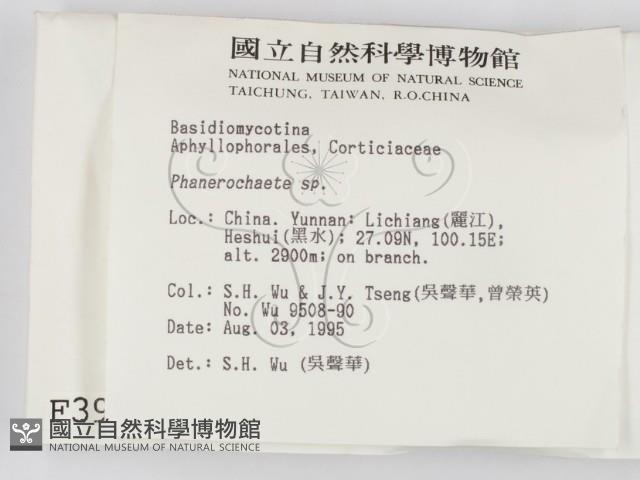 國立自然科學博物館
NATIONAL MUSEUM OF NATURAL SCIENCE
TAICHUNG, TAIWAN, R.O.CHINA
Basidiomycotina
Aphyllophorales, Corticiaceae
Phanerochaete sp.
Loc.: China. Yunnan: Lichiang(麗江),
Heshui(黑水); 27.09N, 100.15E;
alt. 2900m; on branch.
Col.: S.H. Wu & J.Y. Tseng(吳聲華,曾榮英)
No. Wu 9508-90
Date: Aug. 03, 1995
Det.: S.H. Wu (吳聲華)
F39
國立自然科學博物館
NATIONAL MUSEUM OF NATURAL SCIENCE